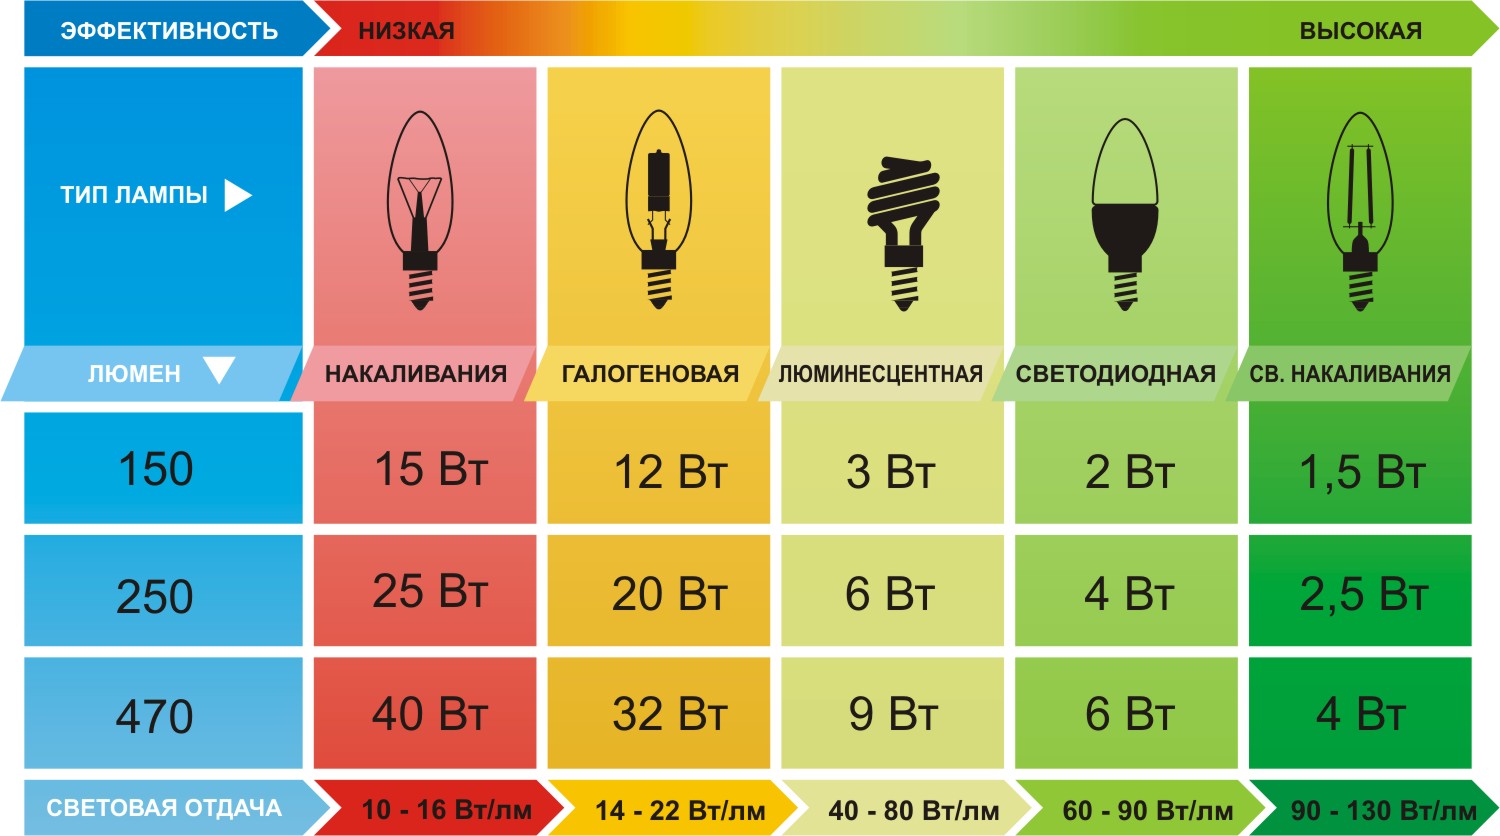 ЭФФЕКТИВНОСТЬ НИЗКАЯ ВЫСОКАЯ
ТИП ЛАМПЫ
ЛЮМЕН НАКАЛИВАНИЯ ГАЛОГЕНОВАЯ ЛЮМИНЕСЦЕНТНАЯ СВЕТОДИОДНАЯ СВ. НАКАЛИВАНИЯ
150 15 Вт 12 Вт 3 Вт 2 Вт 1,5 Вт
250 25 Вт 20 Вт 6 Вт 4 Вт 2,5 Вт
470 40 Вт 32 Вт 9 Вт 6 Вт 4 Вт
СВЕТОВАЯ ОТДАЧА 10 - 16 Вт/лм 14 - 22 Вт/лм 40 - 80 Вт/лм 60 - 90 Вт/лм 90 - 130 Вт/лм